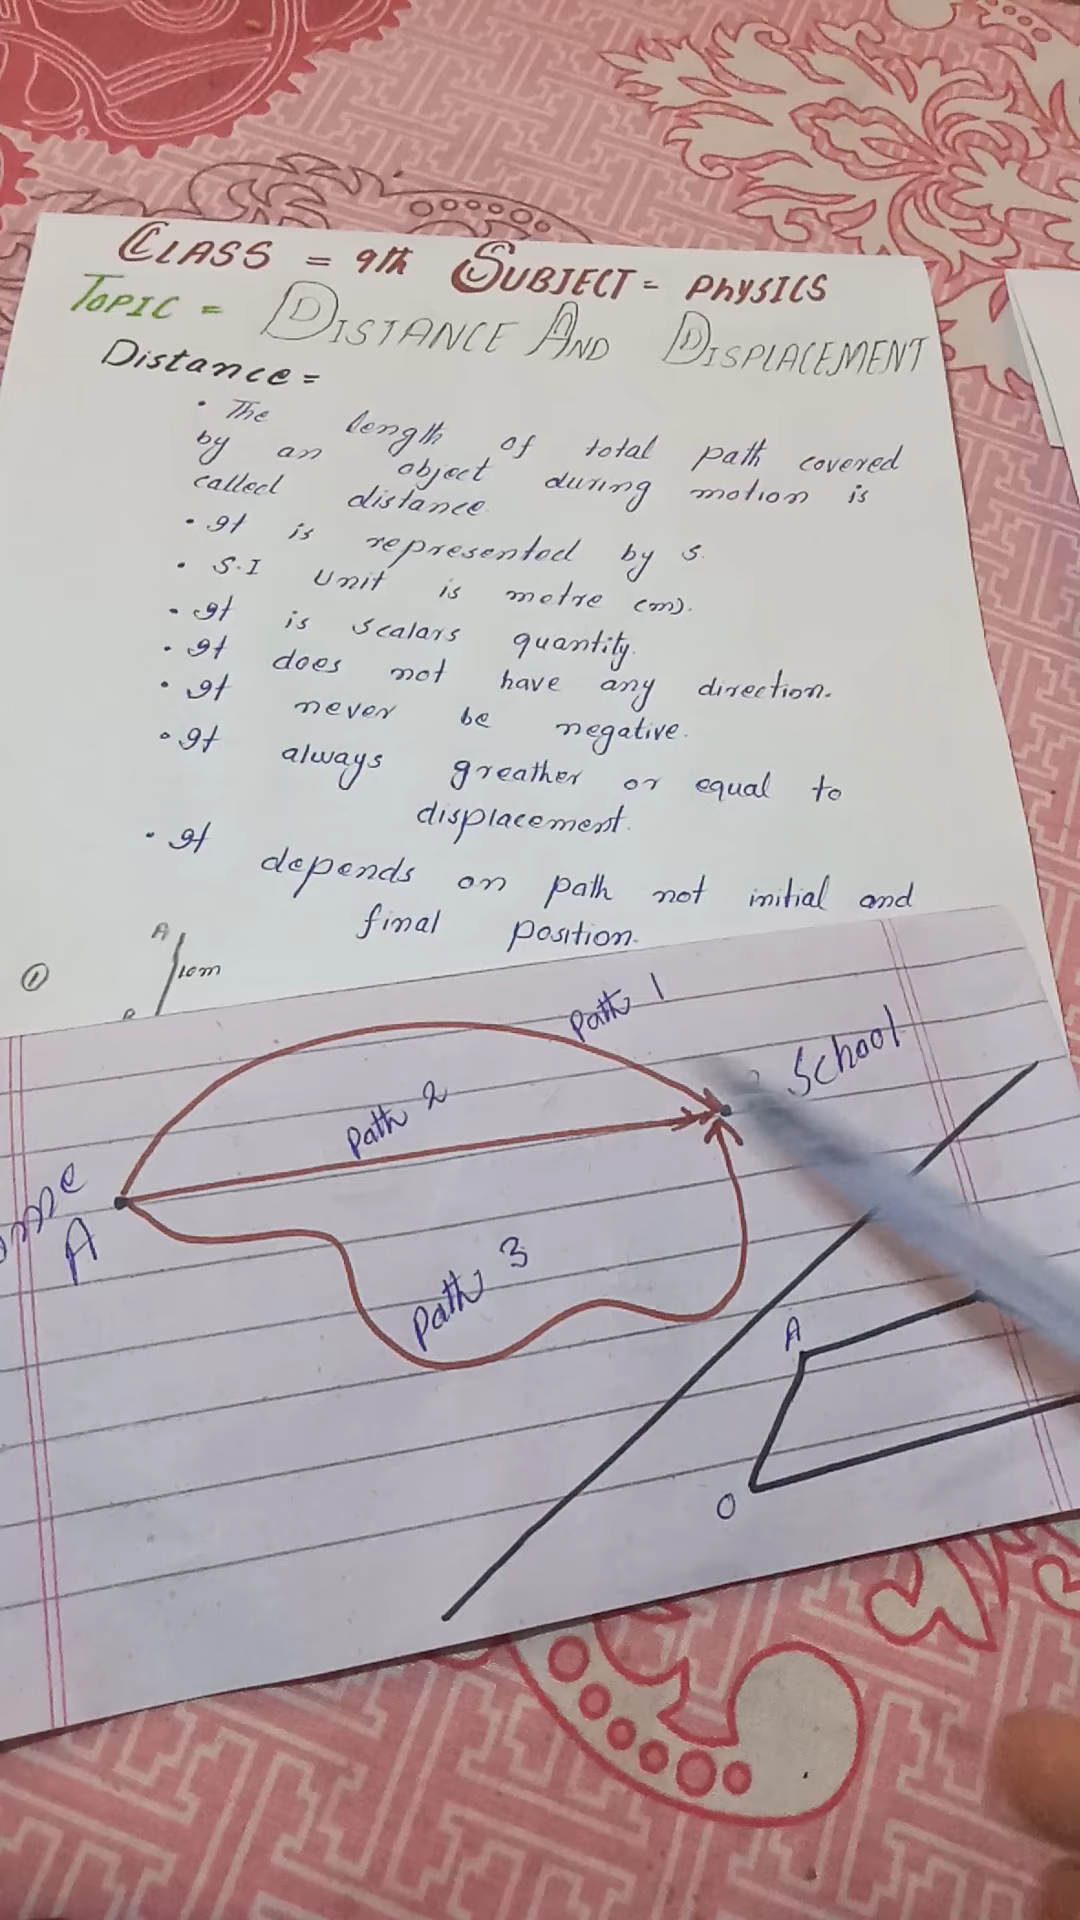 CLASS = 9th SUBJECT = PHYSICS
TOPIC = DISTANCE AND DISPLACEMENT
Distance =
• The length of total path covered
by an object during motion is
called distance.
• It is represented by s.
• S.I Unit is metre (m).
• It is scalars quantity.
• It does not have any direction.
• It never be negative.
• It always greather or equal to
displacement.
• It depends on path not initial and
final position.
① A
10m
B
Path 1
School
Path 2
A
Path 3
A
O